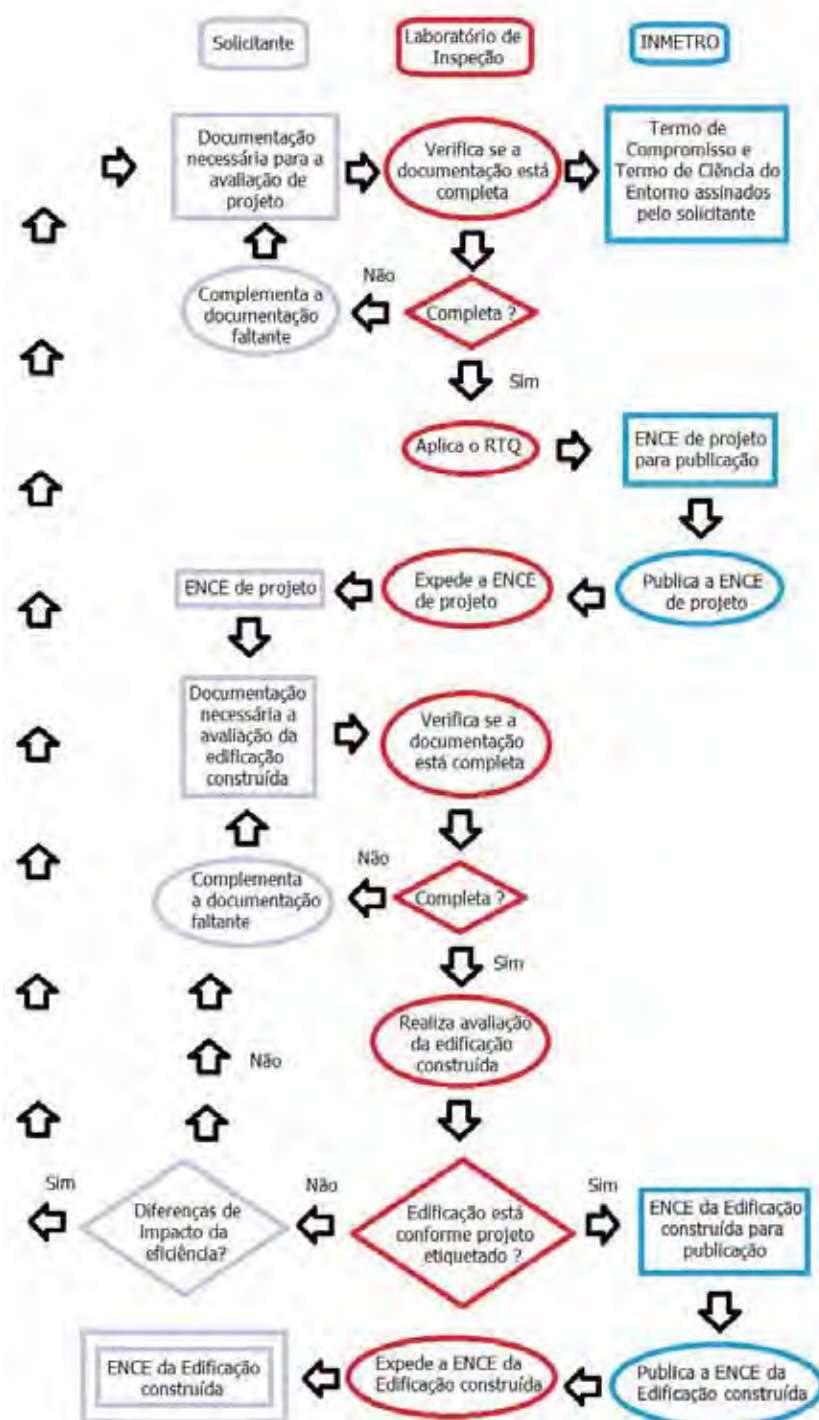 Solicitante
Laboratório de
Inspeção
INMETRO
Documentação
necessária para a
avaliação de
projeto
Verifica se a
documentação está
completa
Termo de
Compromisso e
Termo de Ciência do
Entorno assinados
pelo solicitante
Complementa a
documentação
faltante
Não
Completa ?
Sim
Aplica o RTQ
ENCE de projeto
para publicação
ENCE de projeto
Expede a ENCE
de projeto
Publica a ENCE
de projeto
Documentação
necessária a
avaliação da
edificação
construída
Verifica se a
documentação
está completa
Complementa
a documentação
faltante
Não
Completa ?
Sim
Realiza avaliação
da edificação
construída
Não
Sim
Diferenças de
Impacto da
eficiência?
Não
Edificação está
conforme projeto
etiquetado ?
Sim
ENCE da Edificação
construída para
publicação
ENCE da Edificação
construída
Expede a ENCE da
Edificação construída
Publica a ENCE da
Edificação construída